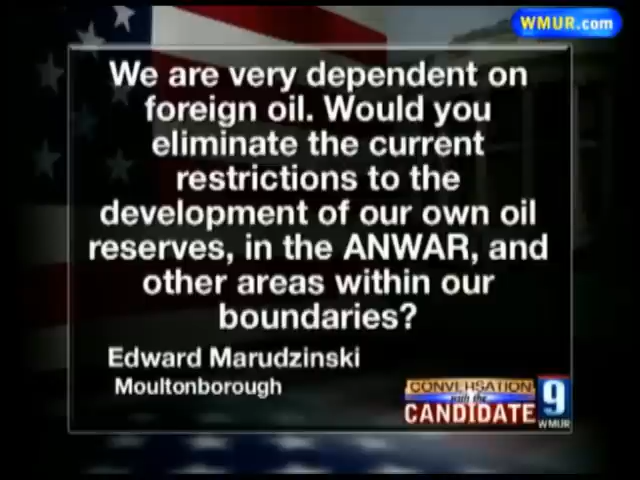 WMUR.com
We are very dependent on
foreign oil. Would you
eliminate the current
restrictions to the
development of our own oil
reserves, in the ANWAR, and
other areas within our
boundaries?
Edward Marudzinski
Moultonborough
CONVERSATION
with the
CANDIDATE
9
WMUR